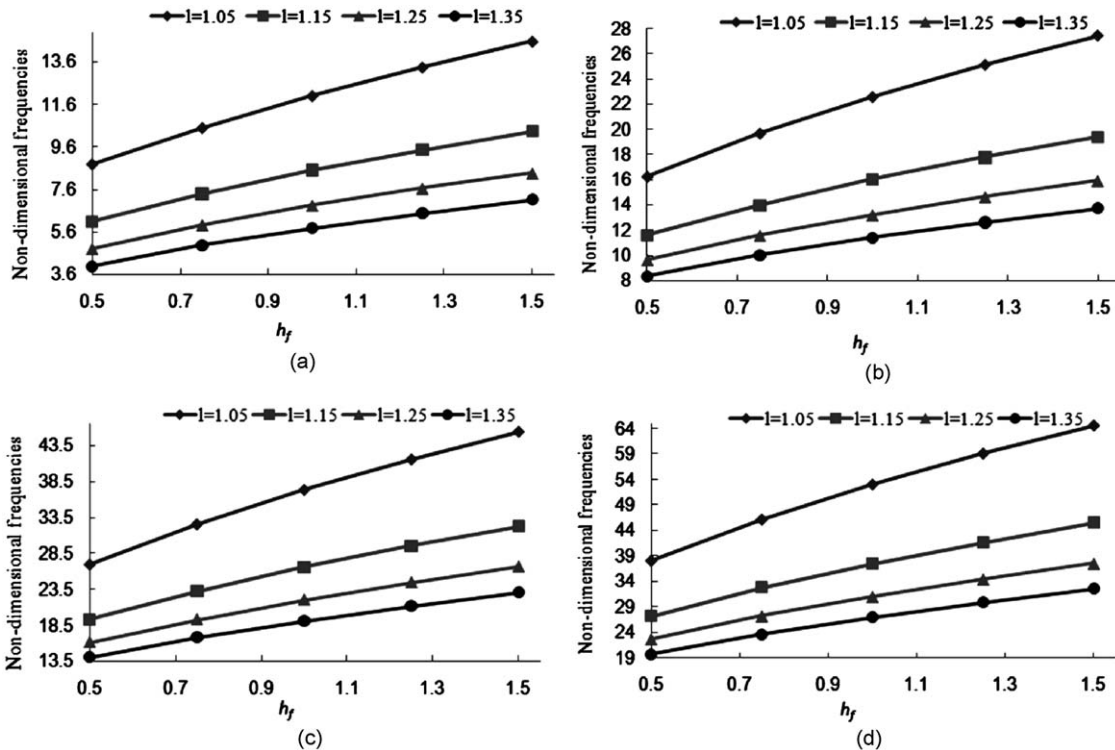 l=1.05 l=1.15 l=1.25 l=1.35
Non-dimensional frequencies
13.6
11.6
9.6
7.6
5.6
3.6
0.5 0.7 0.9 1.1 1.3 1.5
hf
(a)
l=1.05 l=1.15 l=1.25 l=1.35
Non-dimensional frequencies
28
26
24
22
20
18
16
14
12
10
8
0.5 0.7 0.9 1.1 1.3 1.5
hf
(b)
l=1.05 l=1.15 l=1.25 l=1.35
Non-dimensional frequencies
43.5
38.5
33.5
28.5
23.5
18.5
13.5
0.5 0.7 0.9 1.1 1.3 1.5
hf
(c)
l=1.05 l=1.15 l=1.25 l=1.35
Non-dimensional frequencies
64
59
54
49
44
39
34
29
24
19
0.5 0.7 0.9 1.1 1.3 1.5
hf
(d)